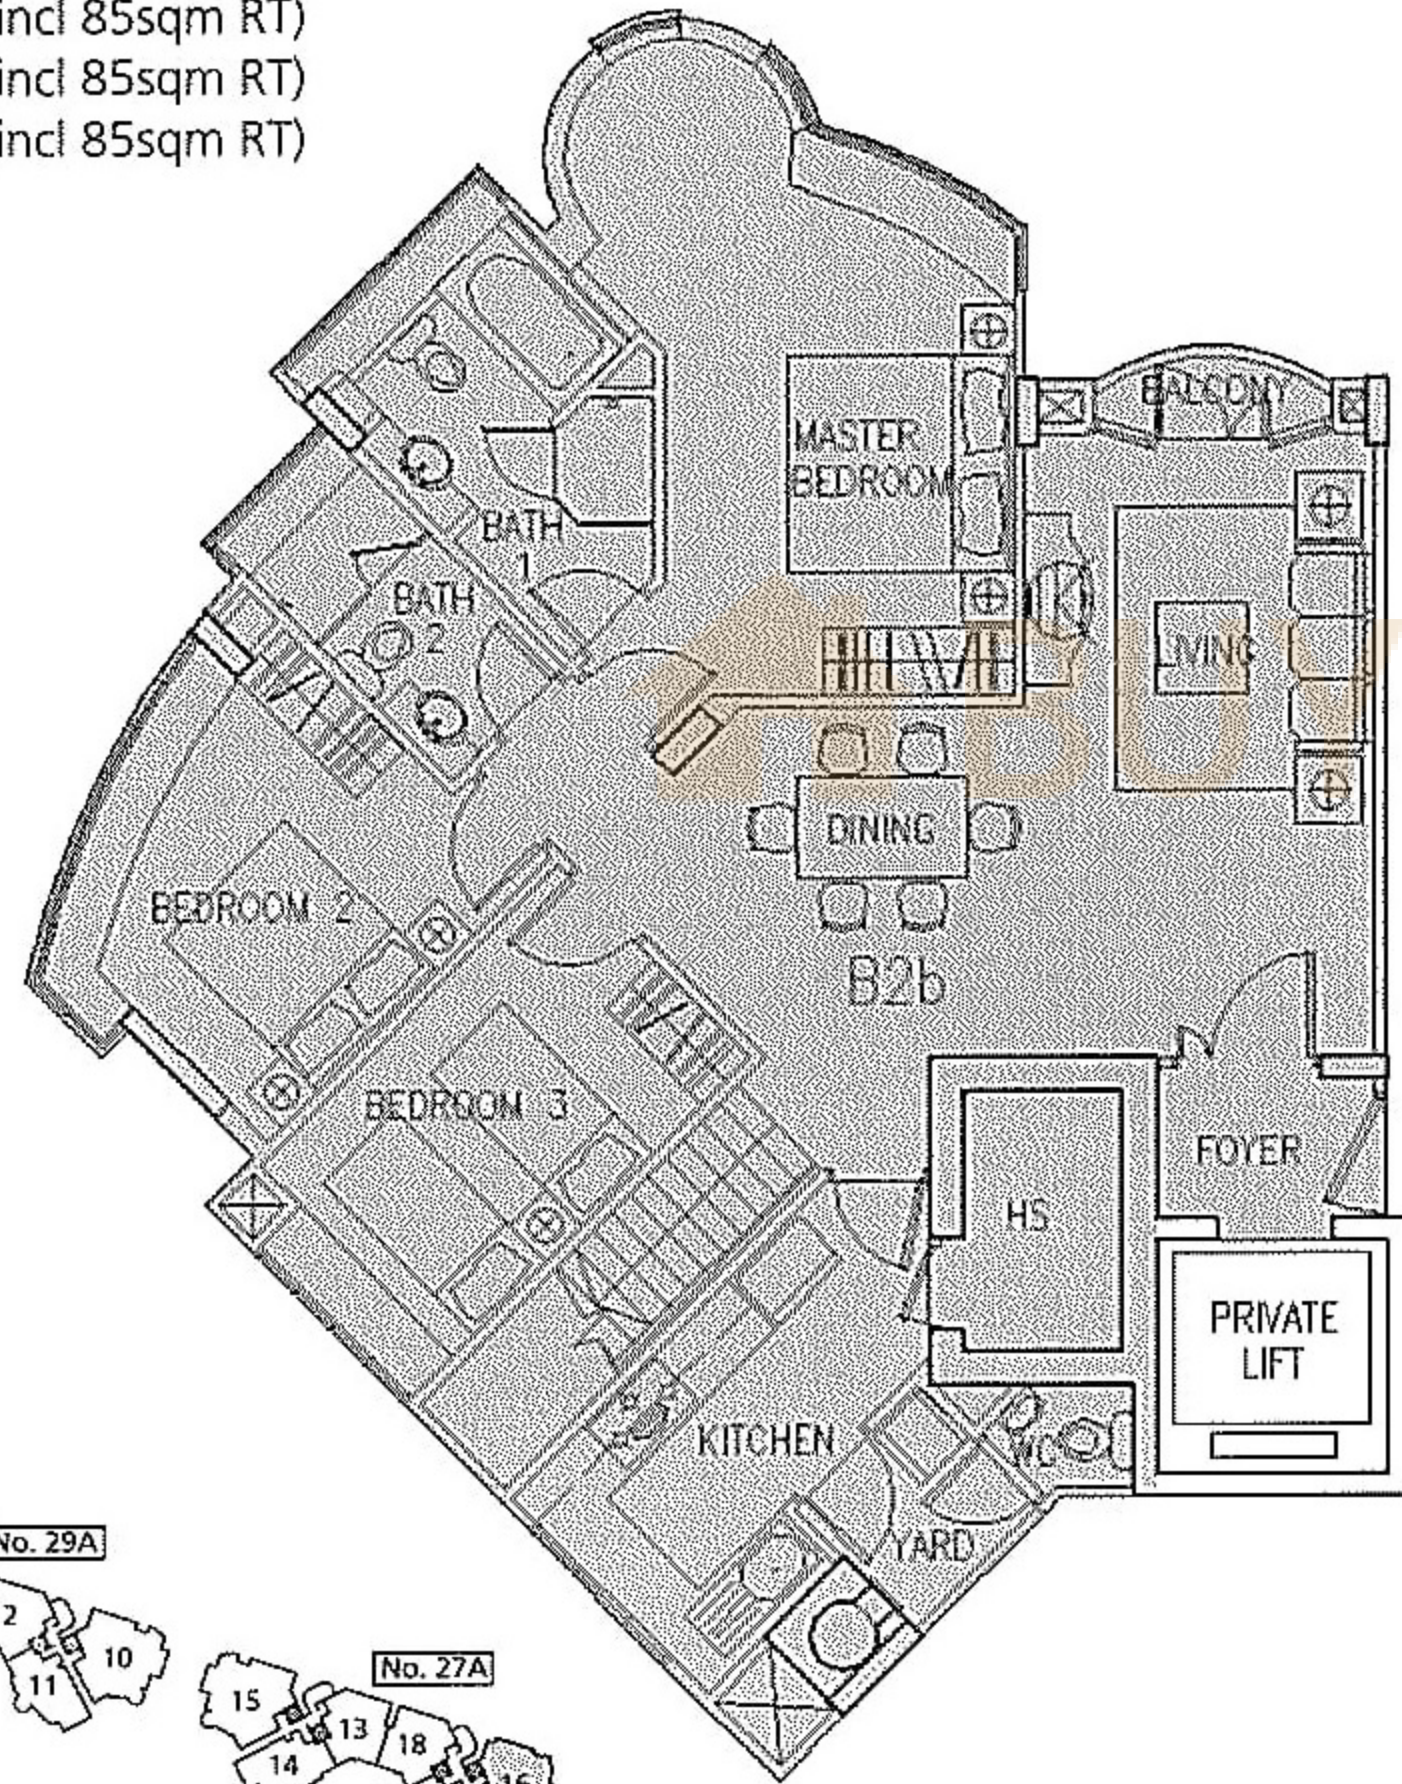 incl 85sqm RT)
incl 85sqm RT)
incl 85sqm RT)
BALCONY
MASTER
BEDROOM
BATH
1
BATH
2
LIVING
BUY
DINING
BEDROOM 2
B2b
BEDROOM 3
FOYER
HS
PRIVATE
LIFT
KITCHEN
WC
YARD
No. 29A
2
10
11
No. 27A
15
13
18
14
16